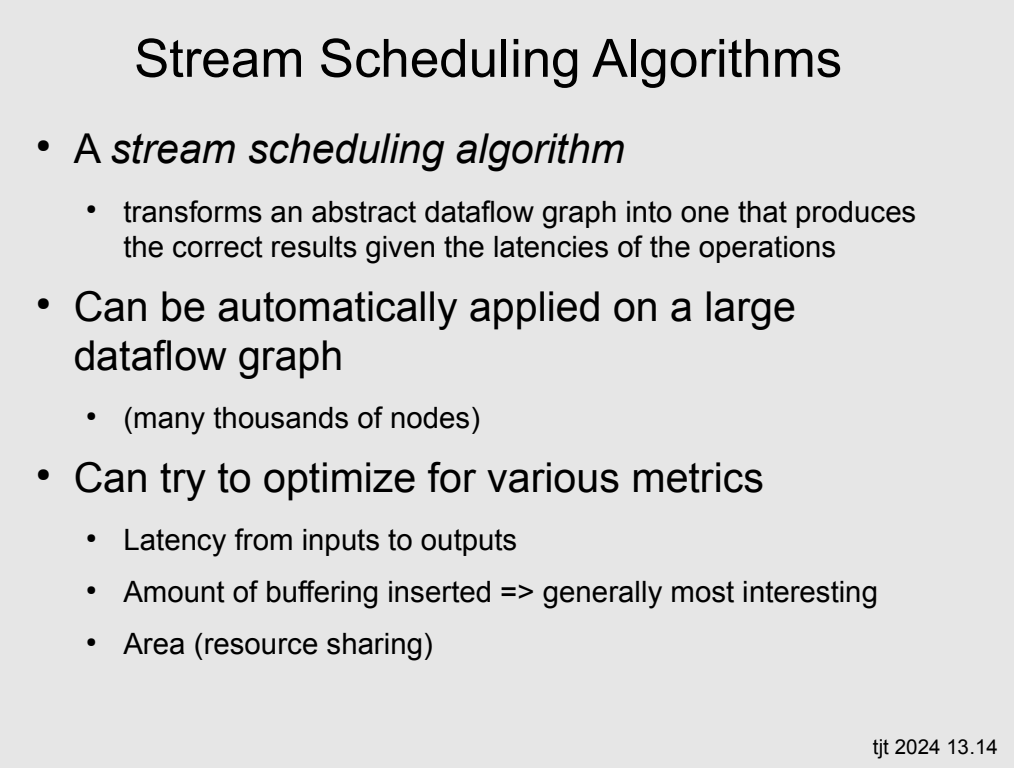 Stream Scheduling Algorithms
• A stream scheduling algorithm
• transforms an abstract dataflow graph into one that produces
the correct results given the latencies of the operations
• Can be automatically applied on a large
dataflow graph
• (many thousands of nodes)
• Can try to optimize for various metrics
• Latency from inputs to outputs
• Amount of buffering inserted => generally most interesting
• Area (resource sharing)
tjt 2024 13.14